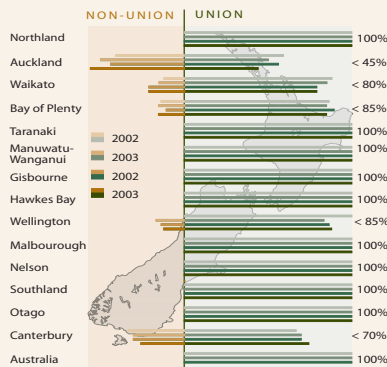 NON-UNION UNION
Northland 100%
Auckland < 45%
Waikato < 80%
Bay of Plenty < 85%
Taranaki 100%
Manuwatu-
Wanguinui 100%
Gisbourne 100%
Hawkes Bay 100%
Wellington < 85%
Malbourough 100%
Nelson 100%
Southland 100%
Otago 100%
Canterbury < 70%
Australia 100%
2002
2003
2002
2003